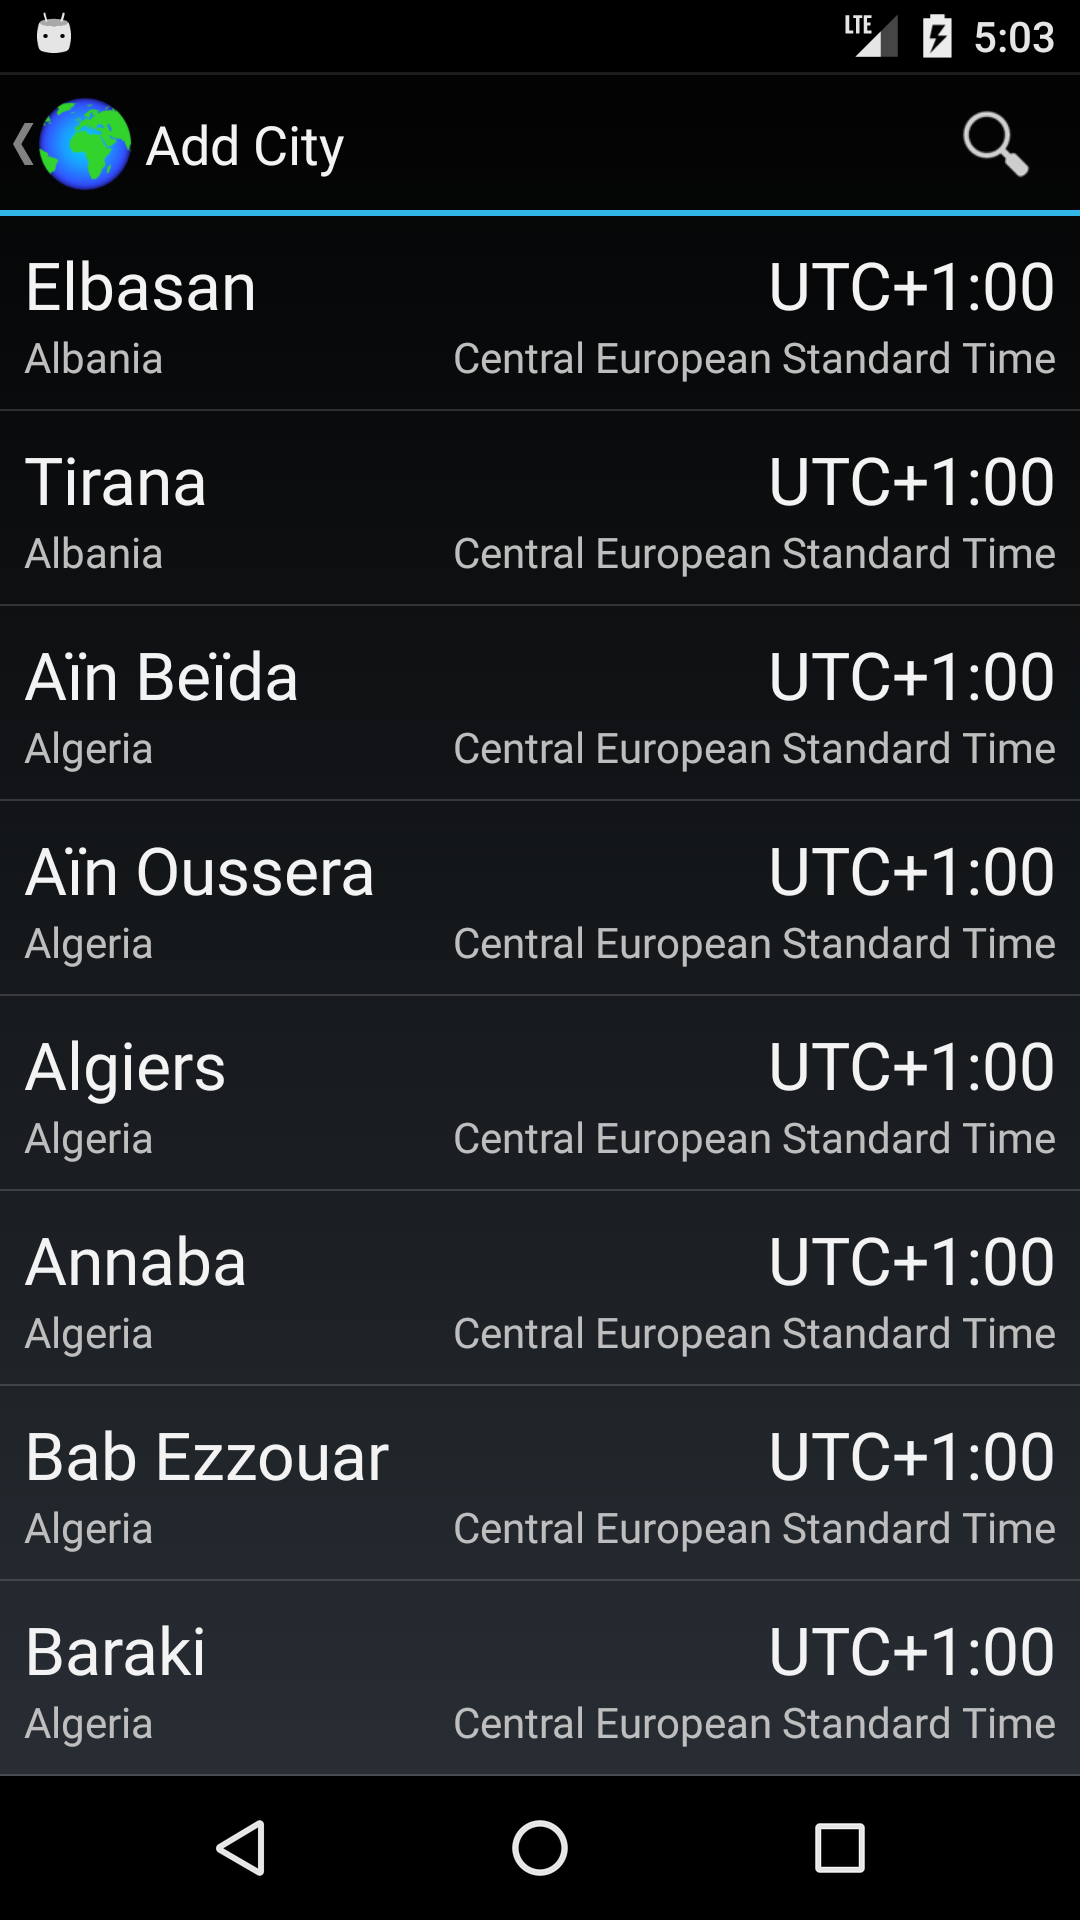 LTE 5:03
Add City
Elbasan UTC+1:00
Albania Central European Standard Time
Tirana UTC+1:00
Albania Central European Standard Time
Aïn Beïda UTC+1:00
Algeria Central European Standard Time
Aïn Oussera UTC+1:00
Algeria Central European Standard Time
Algiers UTC+1:00
Algeria Central European Standard Time
Annaba UTC+1:00
Algeria Central European Standard Time
Bab Ezzouar UTC+1:00
Algeria Central European Standard Time
Baraki UTC+1:00
Algeria Central European Standard Time